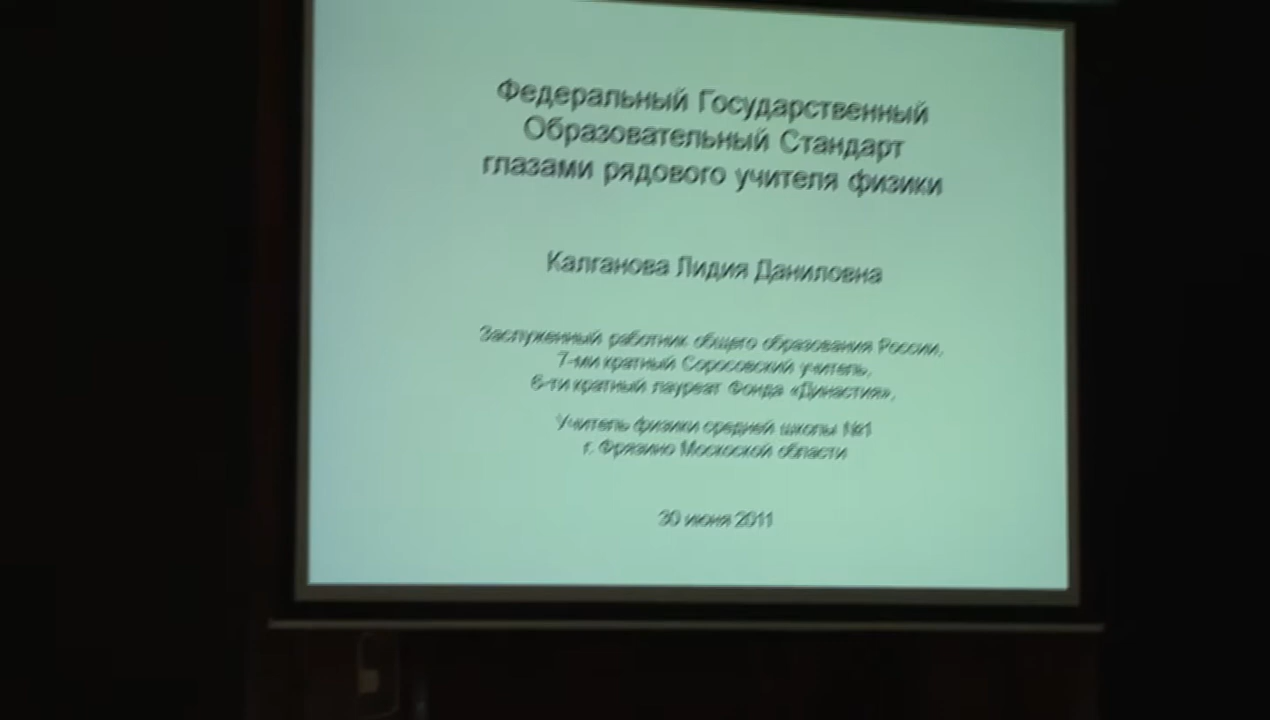 Федеральный Государственный
Образовательный Стандарт
глазами рядового учителя физики
Калганова Лидия Даниловна
Заслуженный работник общего образования России,
7-ми кратный Соросовский учитель,
6-ти кратный лауреат Фонда «Династия»,
Учитель физики средней школы №1
г. Фрязино Москоской области
30 июня 2011